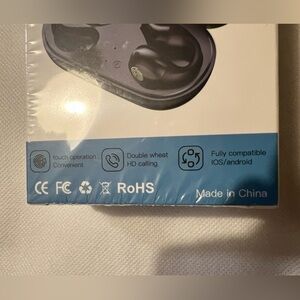 touch operation
Convenient
Double wheat
HD calling
Fully compatible
IOS/android
CE FC RoHS
Made in China